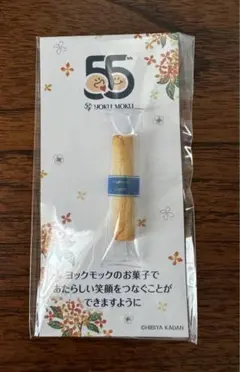 55
YOKU MOKU
ヨックモックのお菓子で
あたらしい笑顔をつなぐことが
できますように
©HIBIYA KADAN